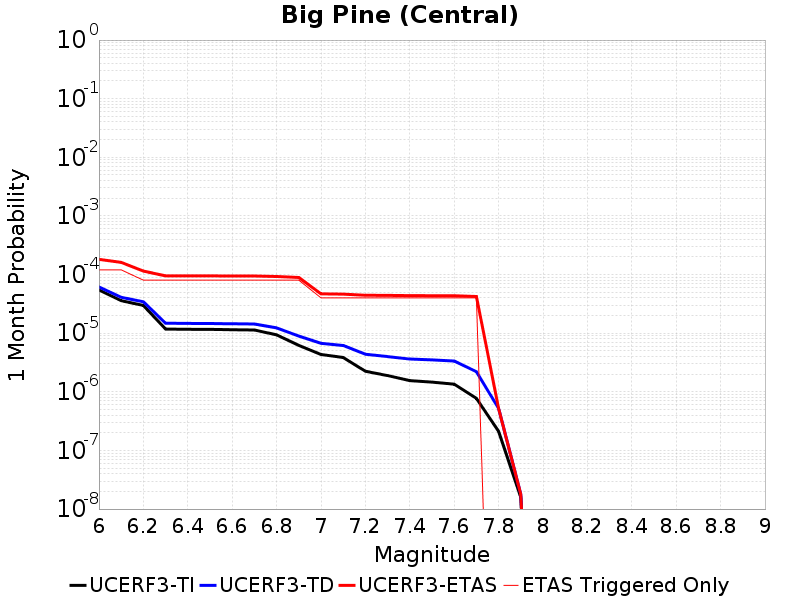 Big Pine (Central)
1 Month Probability
10^0
10^-1
10^-2
10^-3
10^-4
10^-5
10^-6
10^-7
10^-8
6 6.2 6.4 6.6 6.8 7 7.2 7.4 7.6 7.8 8 8.2 8.4 8.6 8.8 9
Magnitude
UCERF3-TI UCERF3-TD UCERF3-ETAS ETAS Triggered Only